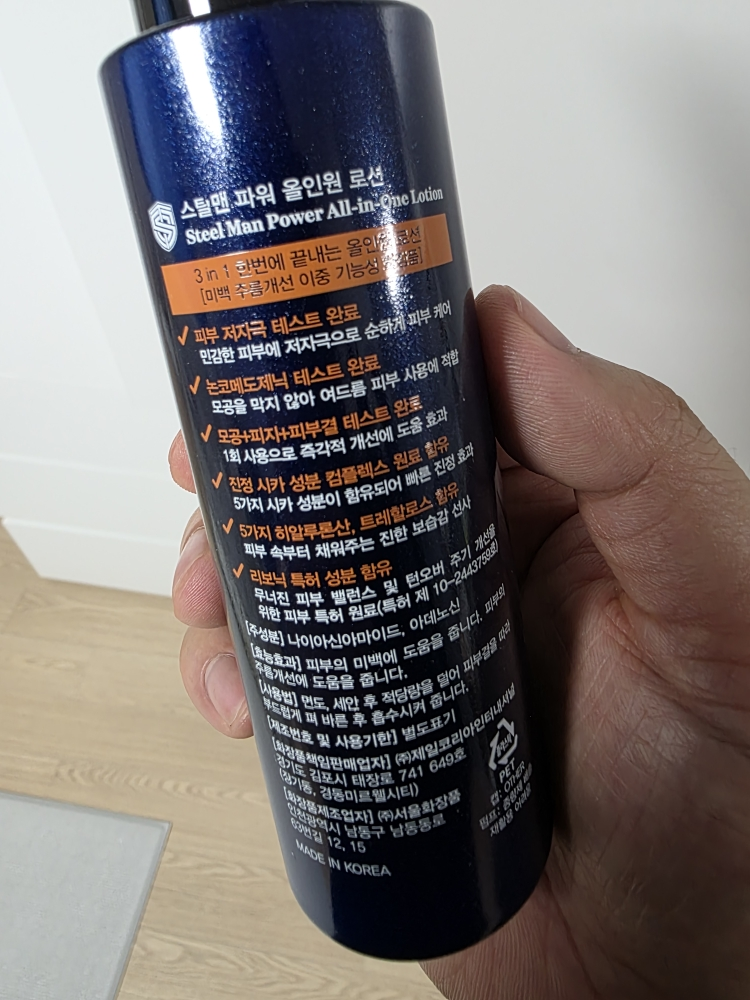 스틸맨 파워 올인원 로션
Steel Man Power All-in-One Lotion
3 in 1 한번에 끝내는 올인원 로션
[미백 주름개선 이중 기능성
피부 저자극 테스트 완료
민감한 피부에 저자극으로 순하게 피부 케어
논코메도제닉 테스트 완료
모공을 막지 않아 여드름 피부 사용에 적합
모공+피지+피부결 테스트 완료
1회 사용으로 즉각적 개선에 도움 효과
진정 시카 성분 컴플렉스 원료 함유
5가지 시카 성분이 함유되어 빠른 진정 효과
5가지 히알루론산, 트레할로스 함유
피부 속부터 채워주는 진한 보습감 선사
리보닉 특허 성분 함유
무너진 피부 밸런스 및 턴오버 주기 개선을
위한 피부 특허 원료(특허 제 10-2443759호)
[주성분] 나이아신아마이드, 아데노신
[효능효과] 피부의 미백에 도움을 줍니다. 피부의
주름개선에 도움을 줍니다.
[사용법] 면도, 세안 후 적당량을 덜어 피부결을 따라
부드럽게 펴 바른 후 흡수시켜 줍니다.
[제조번호 및 사용기한] 별도표기
[화장품책임판매업자] (주)제일코리아인터내셔널
경기도 김포시 태장로 741 649호
(장기동, 경동미르웰시티)
[화장품제조업자] (주)서울화장품
인천광역시 남동구 남동동로
63번길 12, 15
MADE IN KOREA
PET
캡: OTHER
재활용 어려움